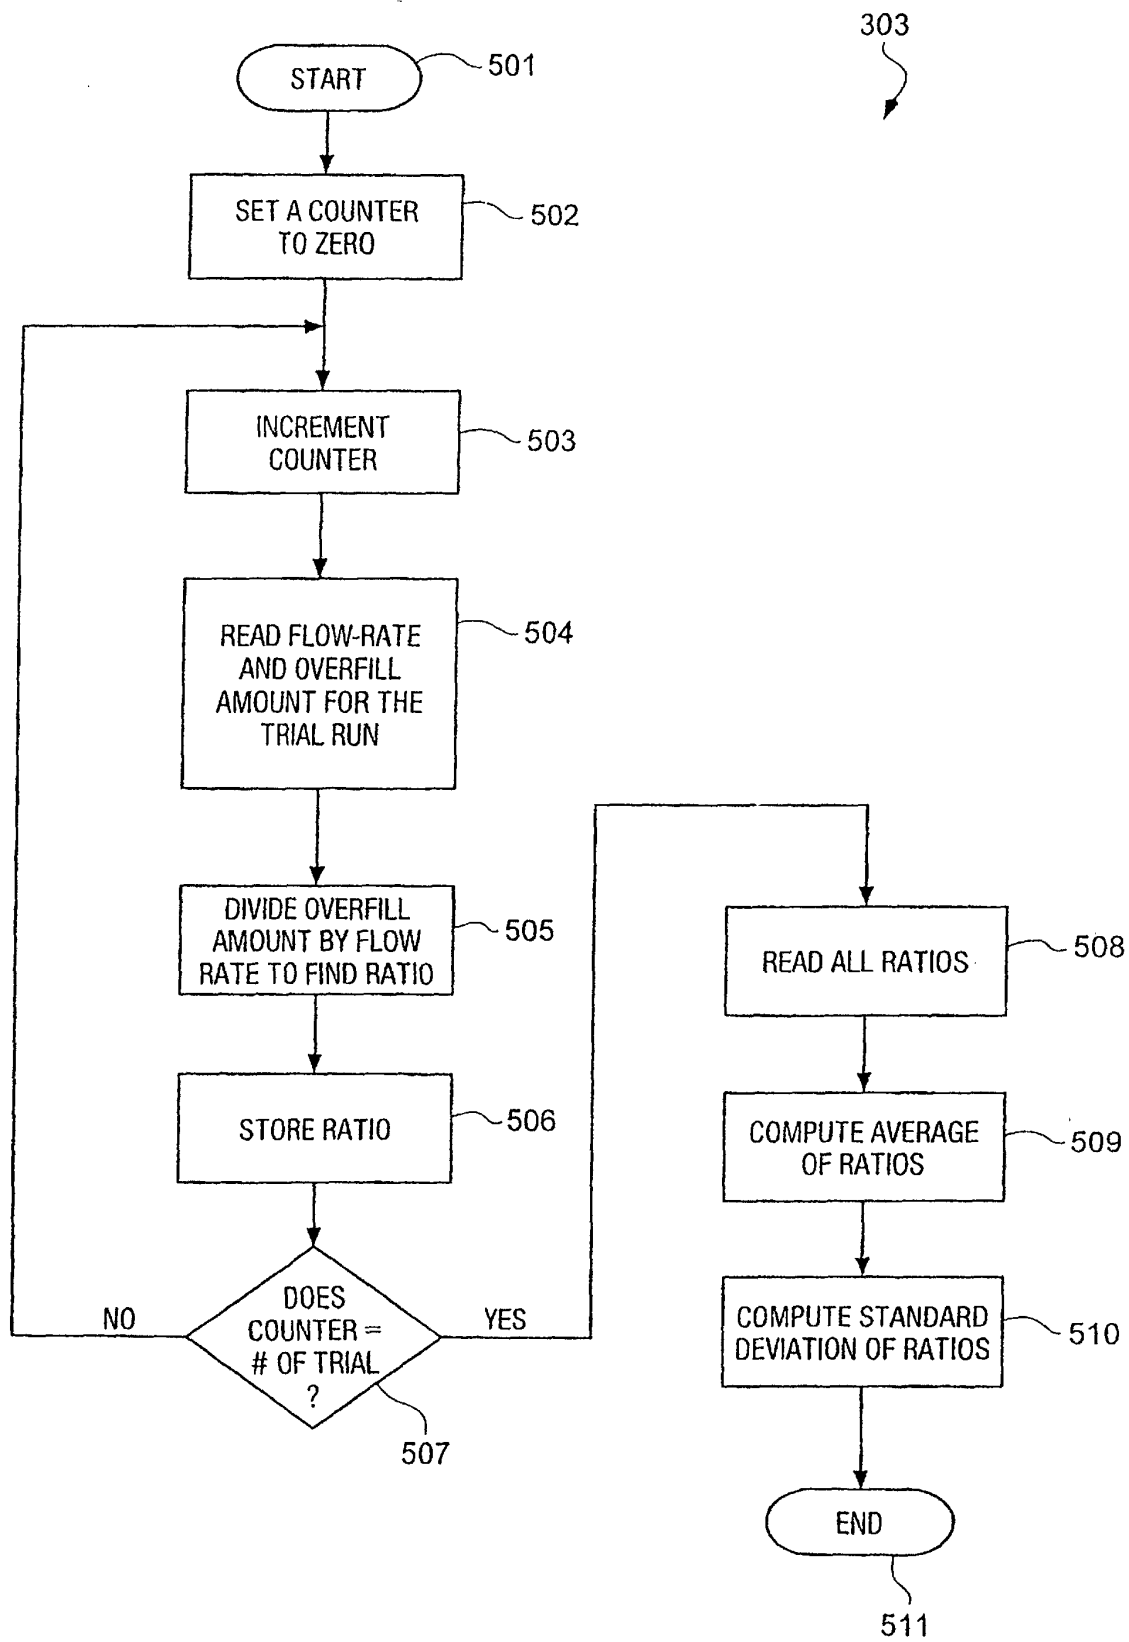 303
START
501
SET A COUNTER
TO ZERO
502
INCREMENT
COUNTER
503
READ FLOW-RATE
AND OVERFILL
AMOUNT FOR THE
TRIAL RUN
504
DIVIDE OVERFILL
AMOUNT BY FLOW
RATE TO FIND RATIO
505
STORE RATIO
506
DOES
COUNTER =
# OF TRIAL
?
507
NO
YES
READ ALL RATIOS
508
COMPUTE AVERAGE
OF RATIOS
509
COMPUTE STANDARD
DEVIATION OF RATIOS
510
END
511